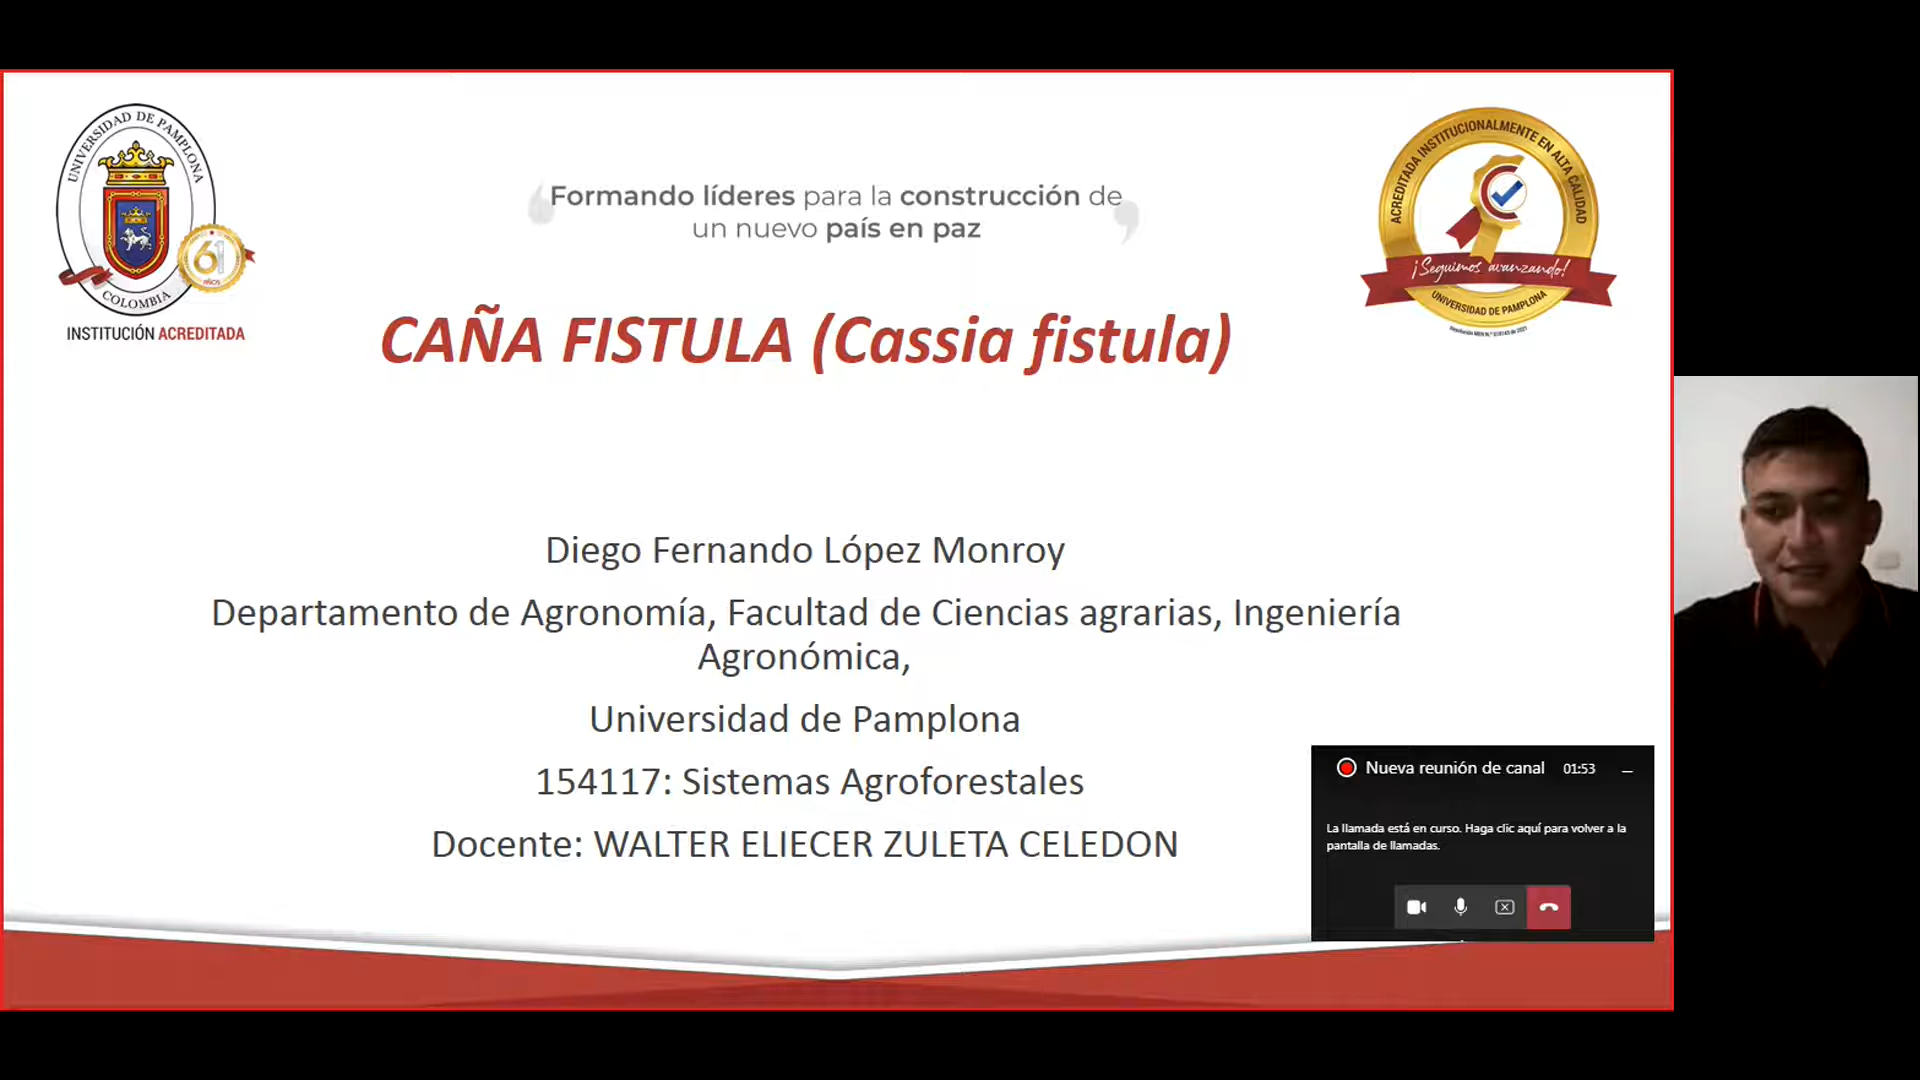 UNIVERSIDAD DE PAMPLONA
COLOMBIA
61
AÑOS
INSTITUCIÓN ACREDITADA
Formando líderes para la construcción de
un nuevo país en paz
ACREDITADA INSTITUCIONALMENTE EN ALTA CALIDAD
¡Seguimos avanzando!
UNIVERSIDAD DE PAMPLONA
CAÑA FISTULA (Cassia fistula)
Diego Fernando López Monroy
Departamento de Agronomía, Facultad de Ciencias agrarias, Ingeniería
Agronómica,
Universidad de Pamplona
154117: Sistemas Agroforestales
Docente: WALTER ELIECER ZULETA CELEDON
Nueva reunión de canal 01:53
La llamada está en curso. Haga clic aquí para volver a la
pantalla de llamadas.